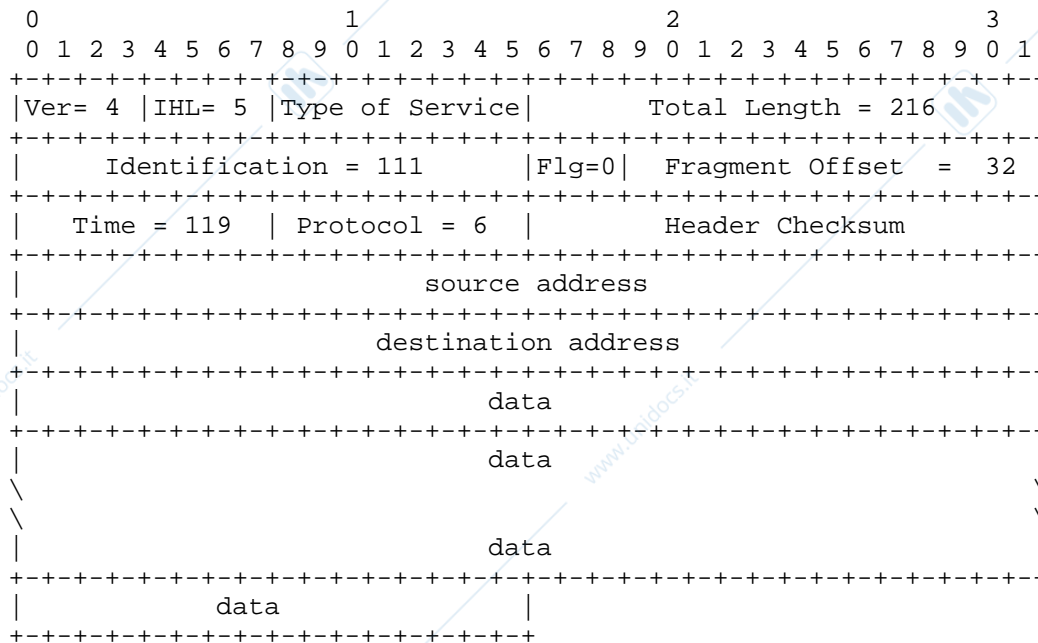 0                   1                   2                   3
0 1 2 3 4 5 6 7 8 9 0 1 2 3 4 5 6 7 8 9 0 1 2 3 4 5 6 7 8 9 0 1
+-+-+-+-+-+-+-+-+-+-+-+-+-+-+-+-+-+-+-+-+-+-+-+-+-+-+-+-+-+-+-+-+-
|Ver= 4 |IHL= 5 |Type of Service|       Total Length = 216
+-+-+-+-+-+-+-+-+-+-+-+-+-+-+-+-+-+-+-+-+-+-+-+-+-+-+-+-+-+-+-+-+-
|     Identification = 111      |Flg=0|  Fragment Offset  =  32
+-+-+-+-+-+-+-+-+-+-+-+-+-+-+-+-+-+-+-+-+-+-+-+-+-+-+-+-+-+-+-+-+-
|   Time = 119  | Protocol = 6  |        Header Checksum
+-+-+-+-+-+-+-+-+-+-+-+-+-+-+-+-+-+-+-+-+-+-+-+-+-+-+-+-+-+-+-+-+-
|                         source address
+-+-+-+-+-+-+-+-+-+-+-+-+-+-+-+-+-+-+-+-+-+-+-+-+-+-+-+-+-+-+-+-+-
|                      destination address
+-+-+-+-+-+-+-+-+-+-+-+-+-+-+-+-+-+-+-+-+-+-+-+-+-+-+-+-+-+-+-+-+-
|                             data
+-+-+-+-+-+-+-+-+-+-+-+-+-+-+-+-+-+-+-+-+-+-+-+-+-+-+-+-+-+-+-+-+-
|                             data
\                                                               \
\                                                               \
|                             data
+-+-+-+-+-+-+-+-+-+-+-+-+-+-+-+-+-+-+-+-+-+-+-+-+-+-+-+-+-+-+-+-+-
|            data               |
+-+-+-+-+-+-+-+-+-+-+-+-+-+-+-+-+
www.unidocs.it